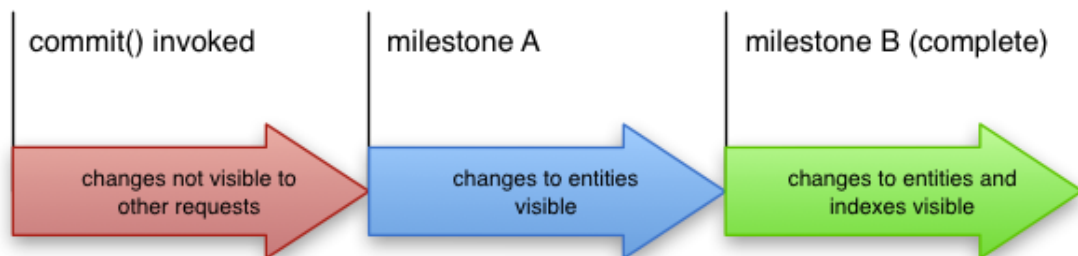 commit() invoked
milestone A
milestone B (complete)
changes not visible to
other requests
changes to entities
visible
changes to entities and
indexes visible